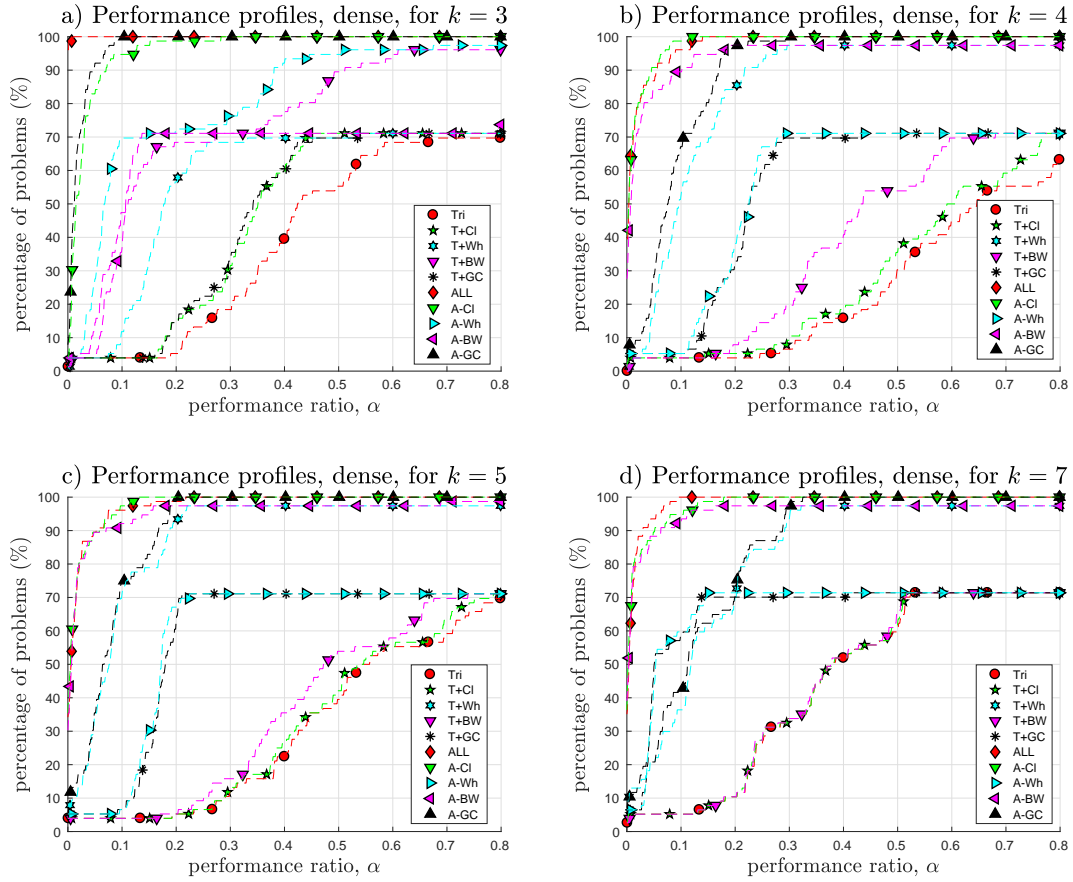 a) Performance profiles, dense, for k = 3
percentage of problems (%)
100
90
80
70
60
50
40
30
20
10
0
0
0.1
0.2
0.3
0.4
0.5
0.6
0.7
0.8
performance ratio, α
Tri
T+Cl
T+Wh
T+BW
T+GC
ALL
A-Cl
A-Wh
A-BW
A-GC
b) Performance profiles, dense, for k = 4
percentage of problems (%)
100
90
80
70
60
50
40
30
20
10
0
0
0.1
0.2
0.3
0.4
0.5
0.6
0.7
0.8
performance ratio, α
Tri
T+Cl
T+Wh
T+BW
T+GC
ALL
A-Cl
A-Wh
A-BW
A-GC
c) Performance profiles, dense, for k = 5
percentage of problems (%)
100
90
80
70
60
50
40
30
20
10
0
0
0.1
0.2
0.3
0.4
0.5
0.6
0.7
0.8
performance ratio, α
Tri
T+Cl
T+Wh
T+BW
T+GC
ALL
A-Cl
A-Wh
A-BW
A-GC
d) Performance profiles, dense, for k = 7
percentage of problems (%)
100
90
80
70
60
50
40
30
20
10
0
0
0.1
0.2
0.3
0.4
0.5
0.6
0.7
0.8
performance ratio, α
Tri
T+Cl
T+Wh
T+BW
T+GC
ALL
A-Cl
A-Wh
A-BW
A-GC